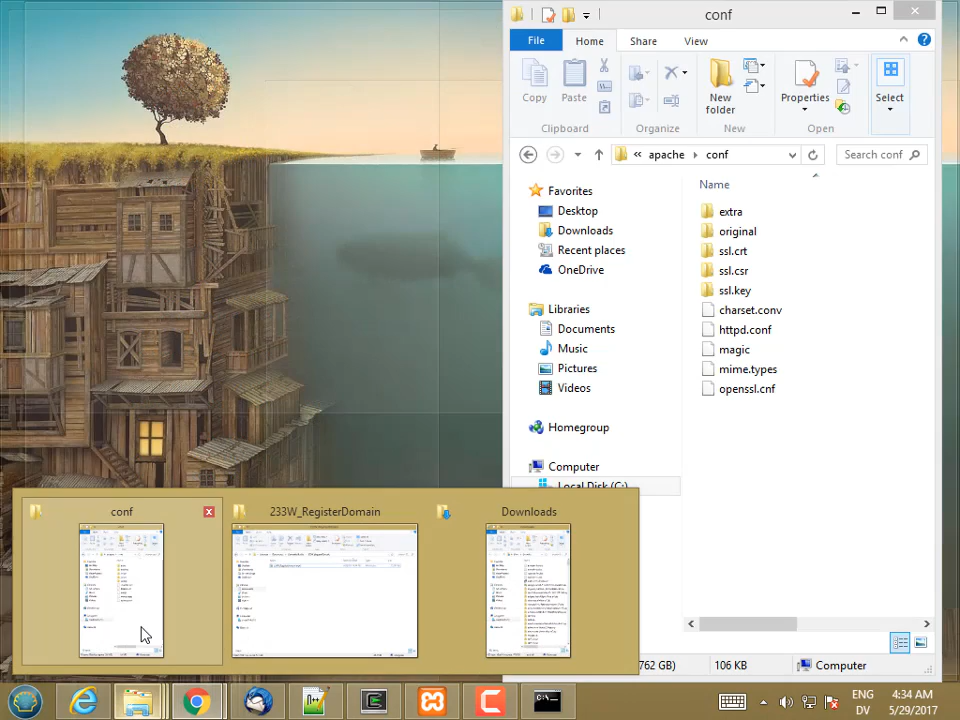 conf
File
Home
Share
View
Copy
Paste
New folder
Properties
Select
Clipboard
Organize
New
Open
apache
conf
Search conf
Favorites
Desktop
Downloads
Recent places
OneDrive
Libraries
Documents
Music
Pictures
Videos
Homegroup
Computer
Local Disk (C:)
Name
extra
original
ssl.crt
ssl.csr
ssl.key
charset.conv
httpd.conf
magic
mime.types
openssl.cnf
conf
233W_RegisterDomain
Downloads
762 GB)
106 KB
Computer
ENG
DV
4:34 AM
5/29/2017